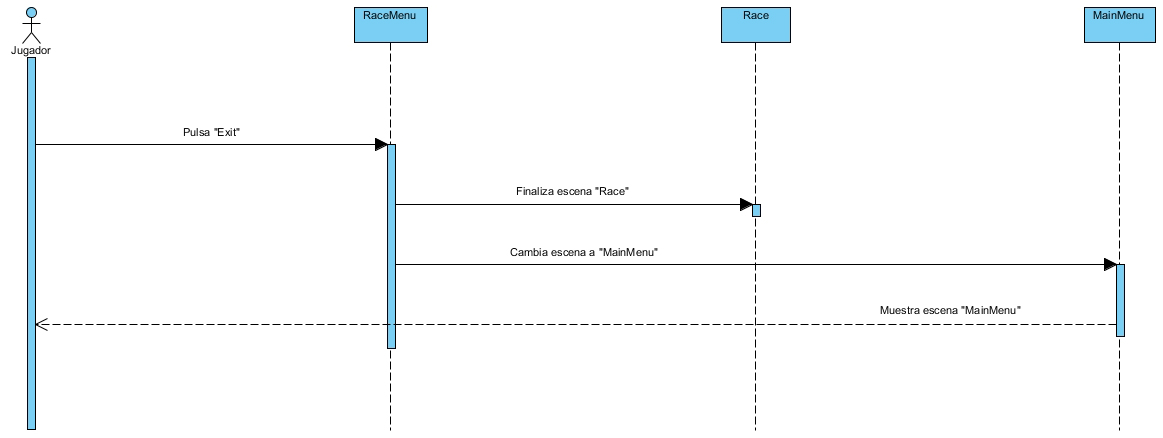 RaceMenu
Race
MainMenu
Jugador
Pulsa "Exit"
Finaliza escena "Race"
Cambia escena a "MainMenu"
Muestra escena "MainMenu"